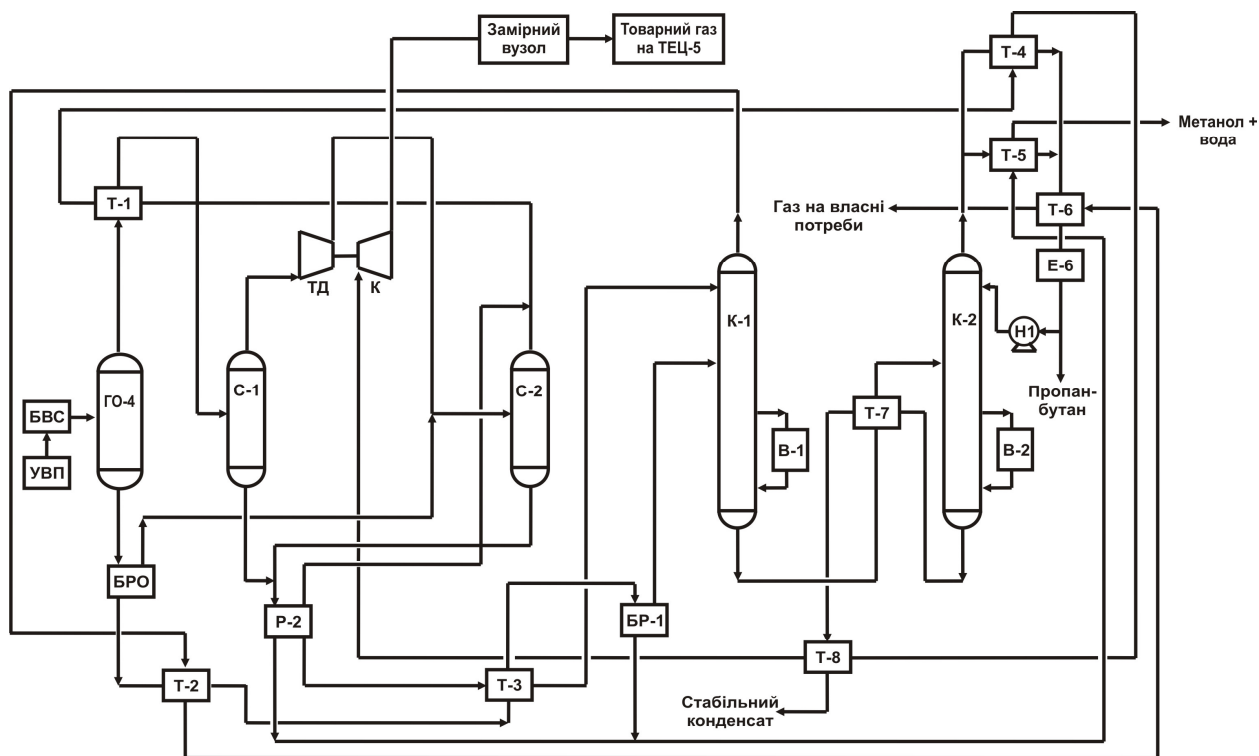 Замірний
вузол
Товарний газ
на ТЕЦ-5
Т-4
Метанол +
вода
Т-5
Т-1
Газ на власні
потреби
Т-6
Е-6
ТД
К
К-1
К-2
Н1
Пропан-
бутан
ГО-4
С-1
С-2
БВС
Т-7
УВП
В-1
В-2
БРО
Р-2
БР-1
Т-8
Т-2
Т-3
Стабільний
конденсат